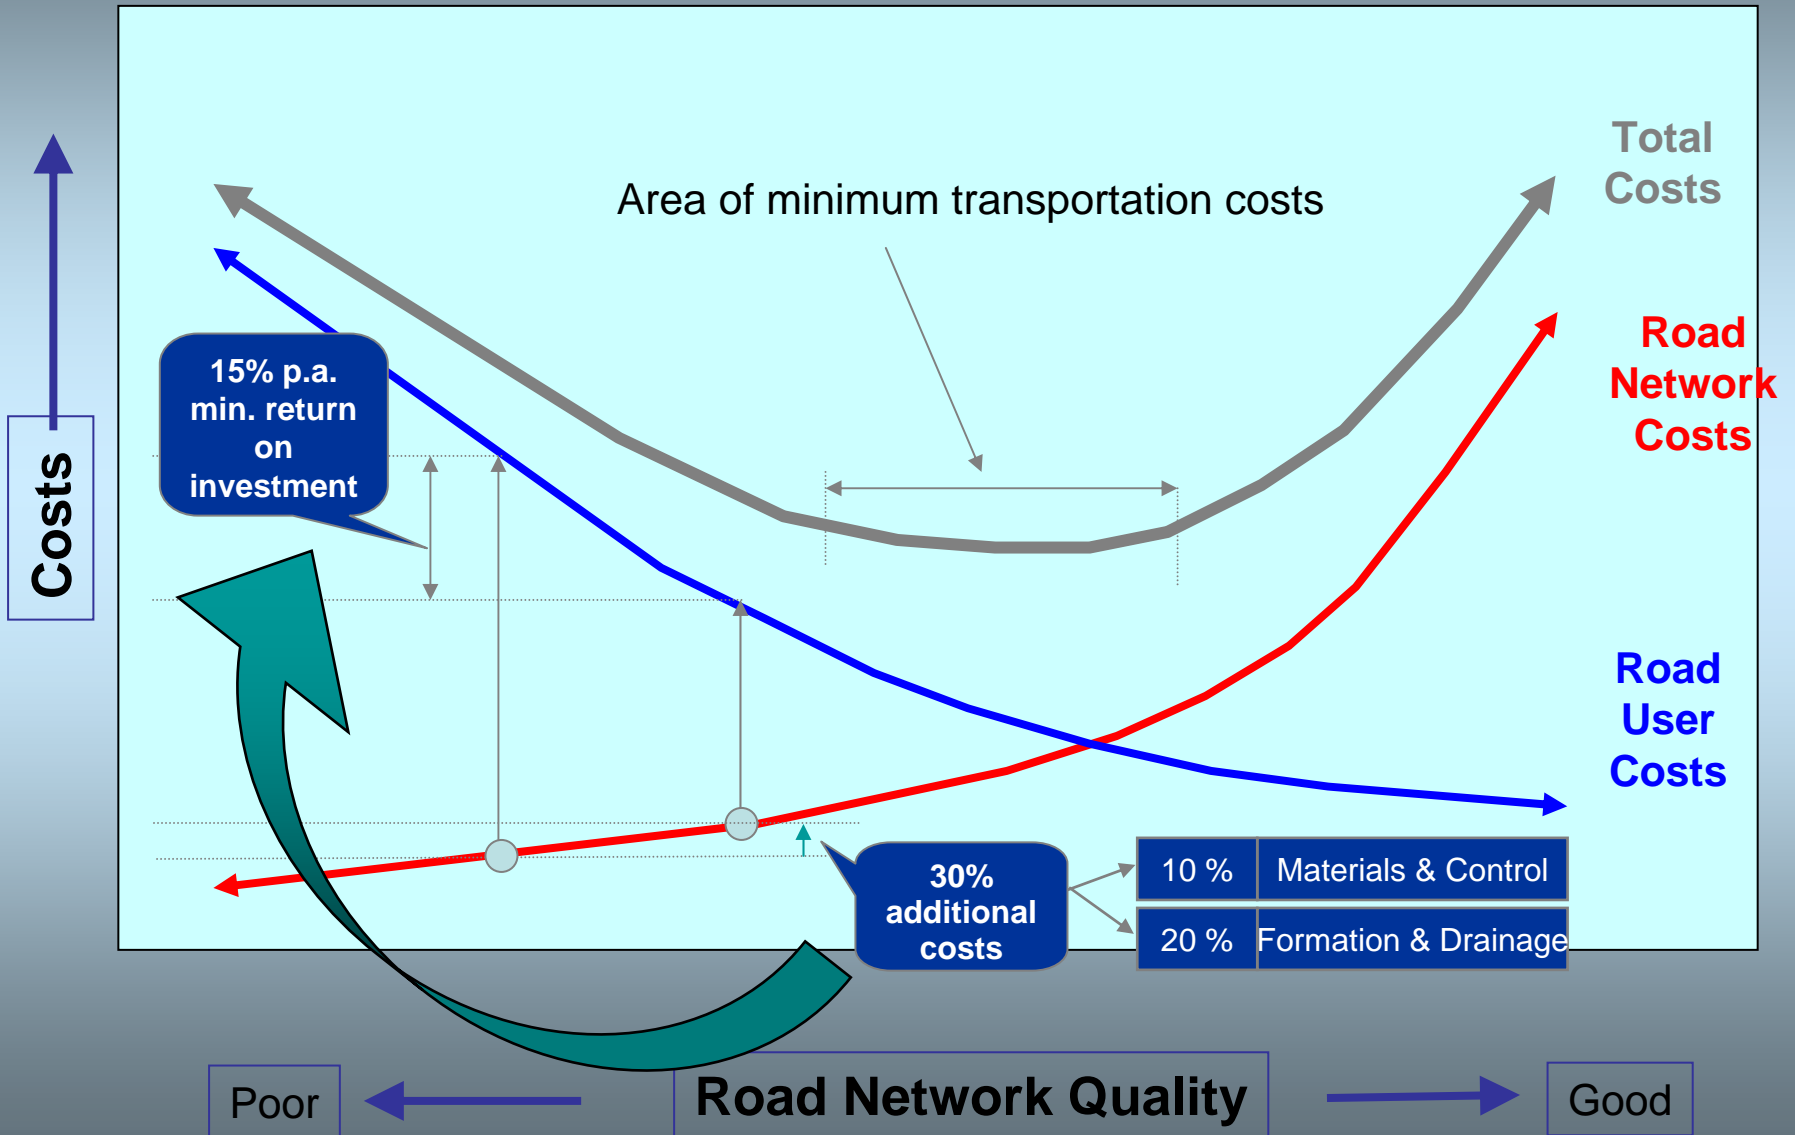 Total
Costs
Area of minimum transportation costs
Road
Network
Costs
15% p.a.
min. return
on
investment
Costs
Road
User
Costs
30%
additional
costs
10 % Materials & Control
20 % Formation & Drainage
Poor
Road Network Quality
Good